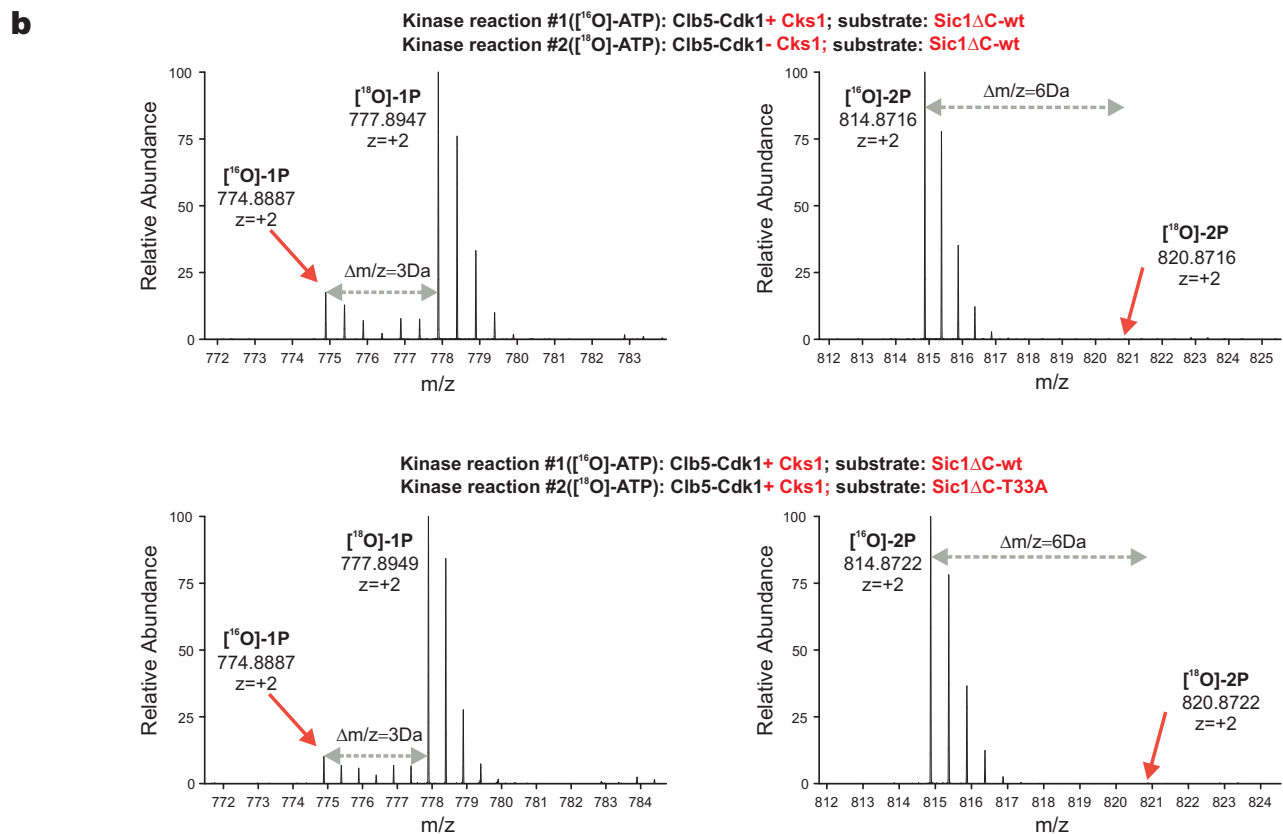 b
Kinase reaction #1([¹⁶O]-ATP): Clb5-Cdk1+ Cks1; substrate: Sic1ΔC-wt
Kinase reaction #2([¹⁸O]-ATP): Clb5-Cdk1- Cks1; substrate: Sic1ΔC-wt
Relative Abundance
100
75
50
25
0
[¹⁸O]-1P
777.8947
z=+2
[¹⁶O]-1P
774.8887
z=+2
Δm/z=3Da
772 773 774 775 776 777 778 779 780 781 782 783
m/z
Relative Abundance
100
75
50
25
0
[¹⁶O]-2P
814.8716
z=+2
Δm/z=6Da
[¹⁸O]-2P
820.8716
z=+2
812 813 814 815 816 817 818 819 820 821 822 823 824 825
m/z
Kinase reaction #1([¹⁶O]-ATP): Clb5-Cdk1+ Cks1; substrate: Sic1ΔC-wt
Kinase reaction #2([¹⁸O]-ATP): Clb5-Cdk1+ Cks1; substrate: Sic1ΔC-T33A
Relative Abundance
100
75
50
25
0
[¹⁸O]-1P
777.8949
z=+2
[¹⁶O]-1P
774.8887
z=+2
Δm/z=3Da
772 773 774 775 776 777 778 779 780 781 782 783 784
m/z
Relative Abundance
100
75
50
25
0
[¹⁶O]-2P
814.8722
z=+2
Δm/z=6Da
[¹⁸O]-2P
820.8722
z=+2
812 813 814 815 816 817 818 819 820 821 822 823 824
m/z